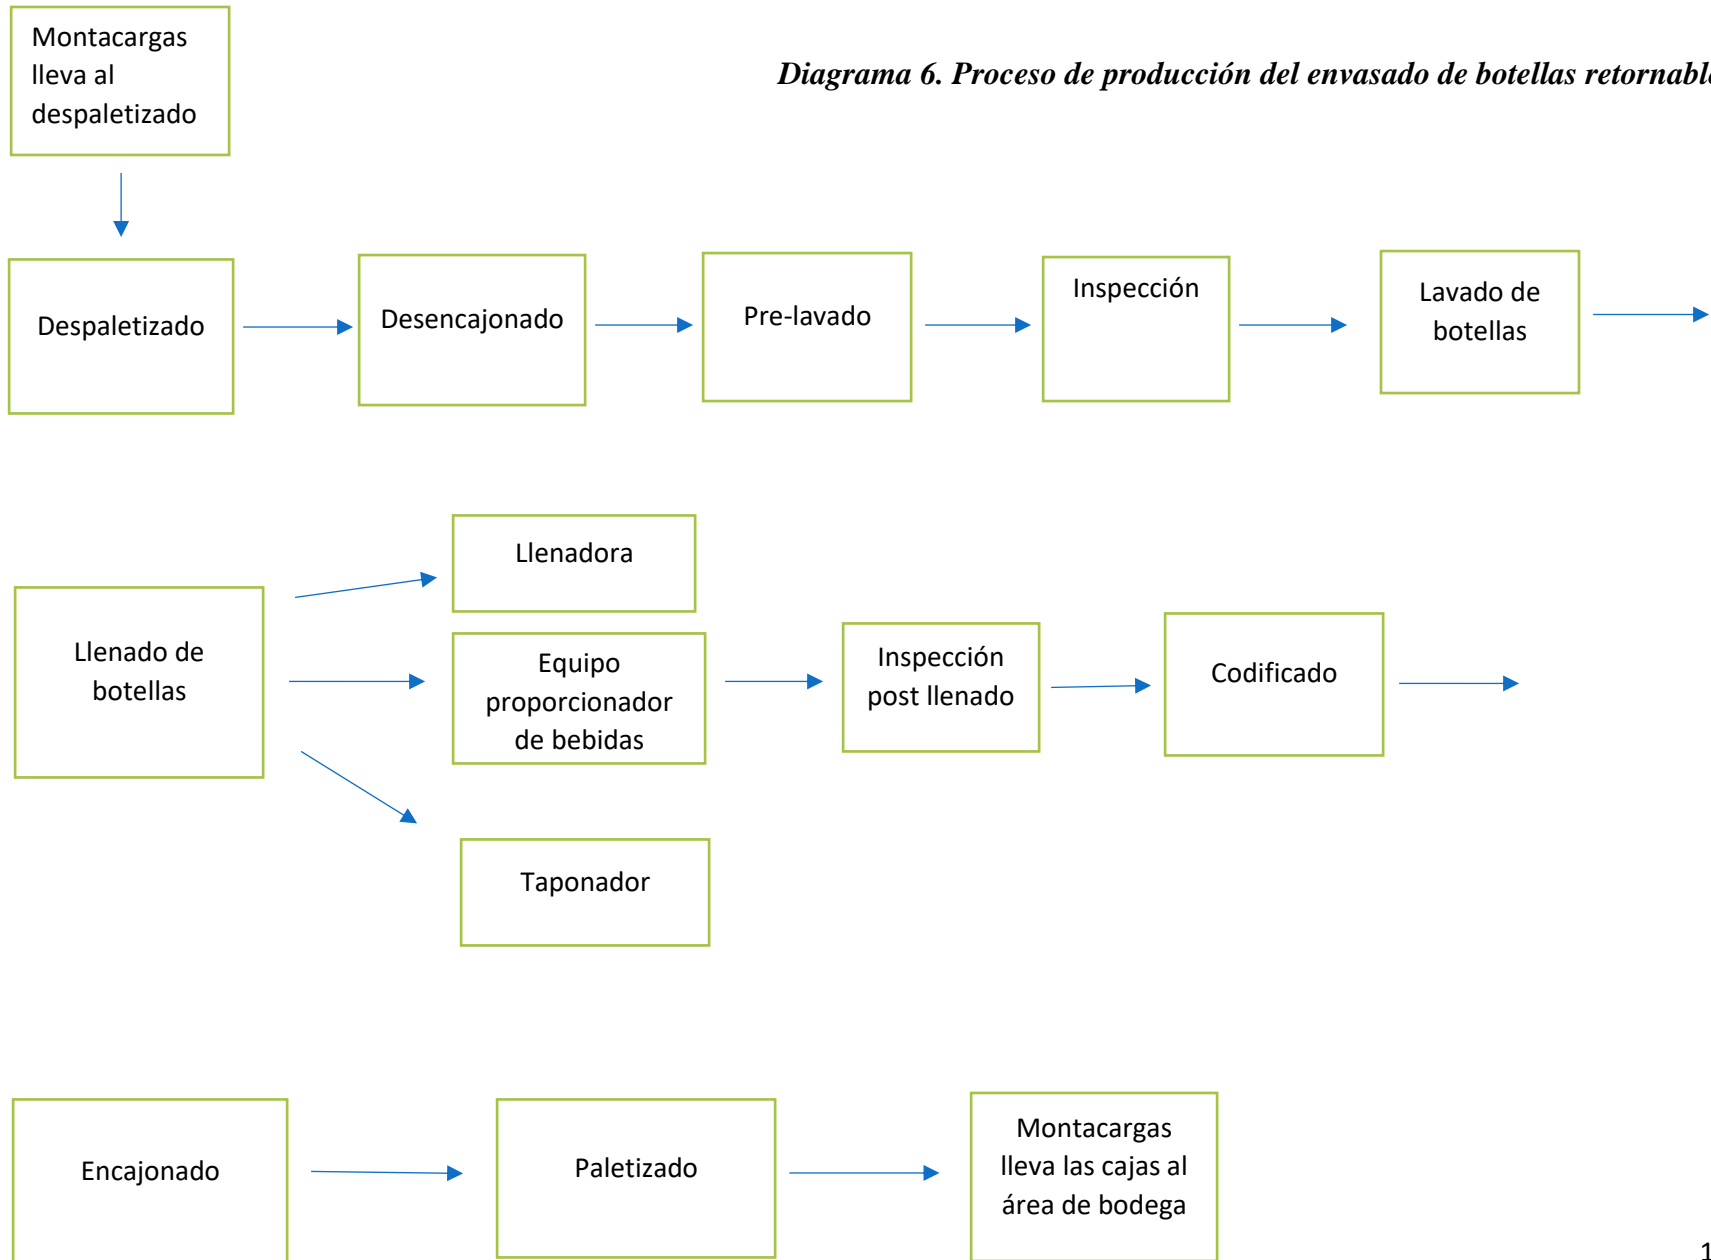 Montacargas
lleva al
despaletizado
Diagrama 6. Proceso de producción del envasado de botellas retornable
Despaletizado
Desencajonado
Pre-lavado
Inspección
Lavado de
botellas
Llenado de
botellas
Llenadora
Equipo
proporcionador
de bebidas
Taponador
Inspección
post llenado
Codificado
Encajonado
Paletizado
Montacargas
lleva las cajas al
área de bodega
1